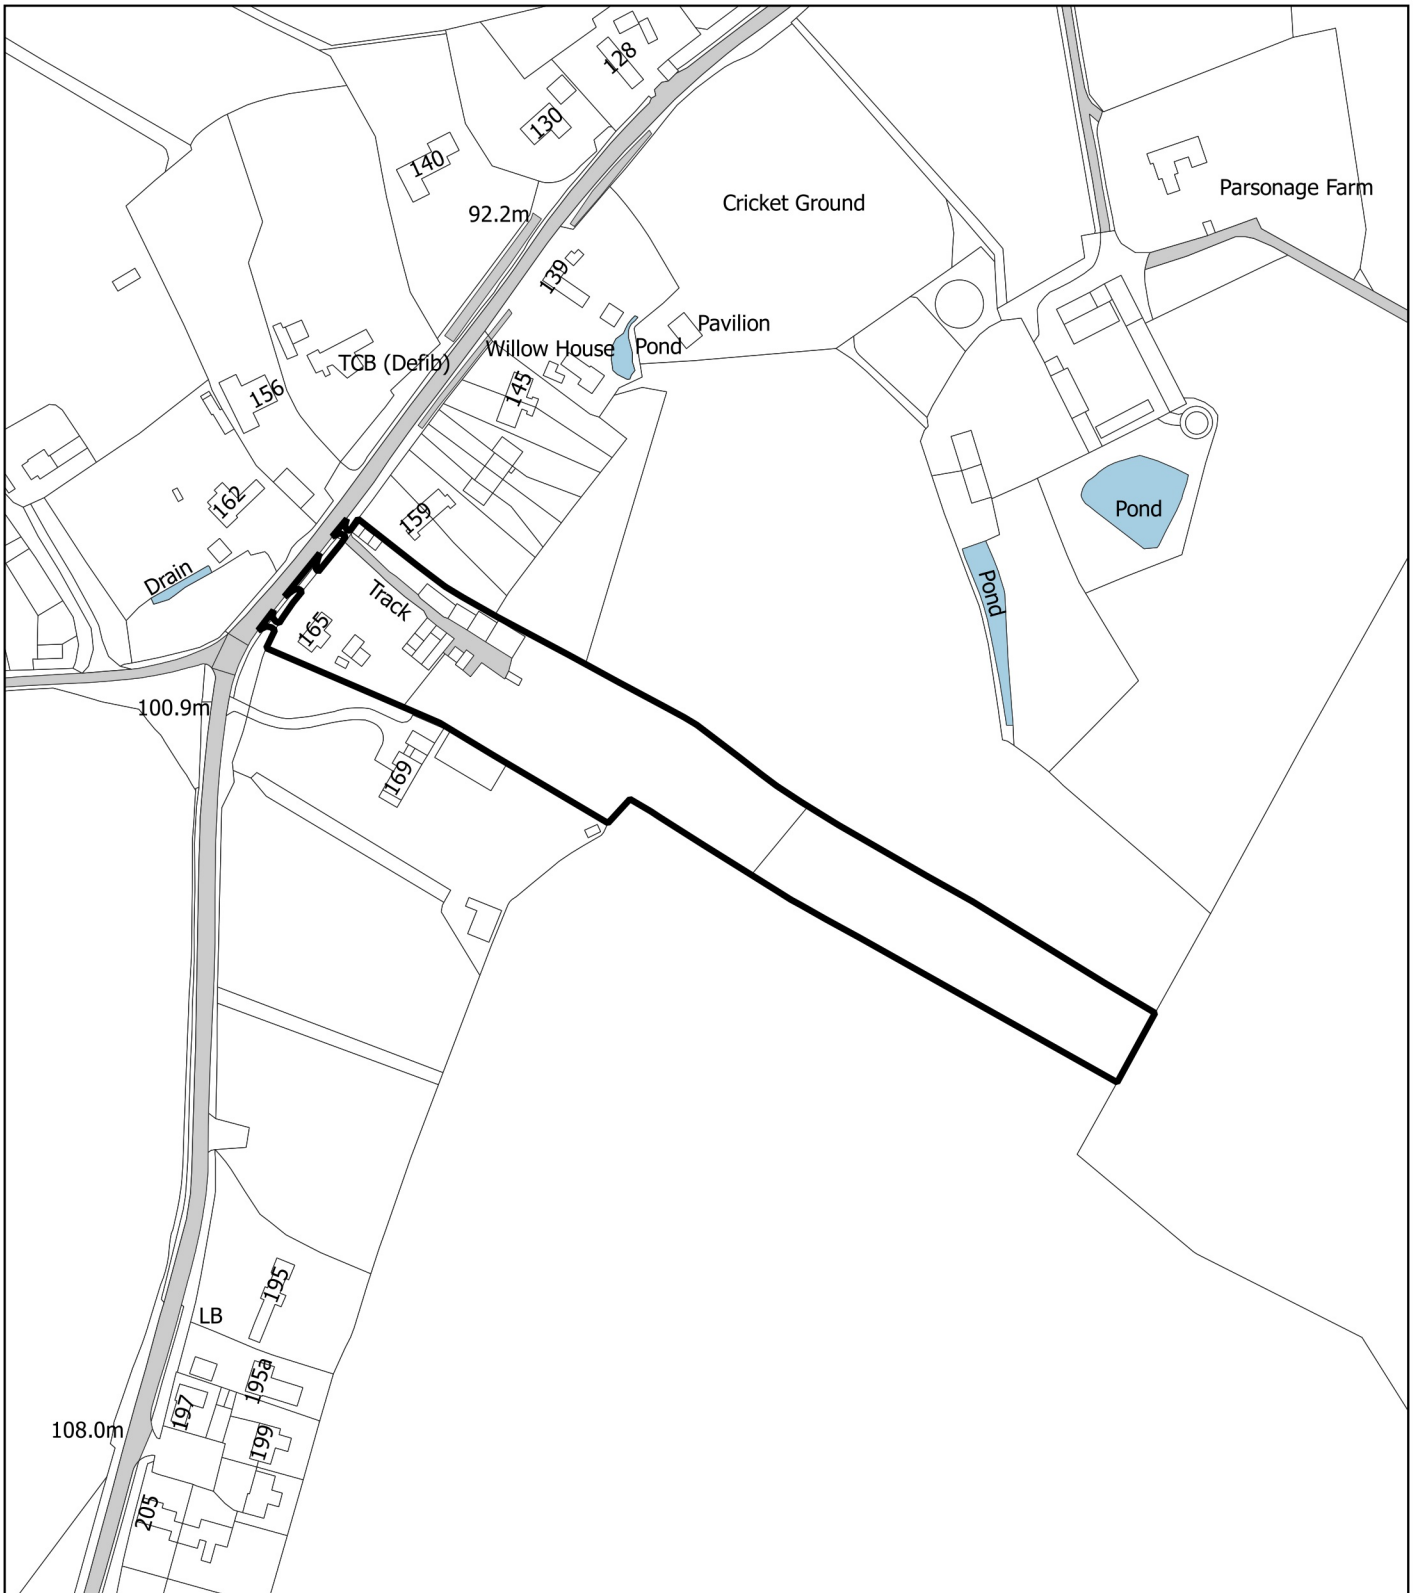 128
130
140
Parsonage Farm
Cricket Ground
92.2m
139
Pavilion
Willow House
Pond
TCB (Defib)
145
156
162
159
Pond
Drain
Pond
Track
165
100.9m
169
195
LB
195a
197
108.0m
199
205